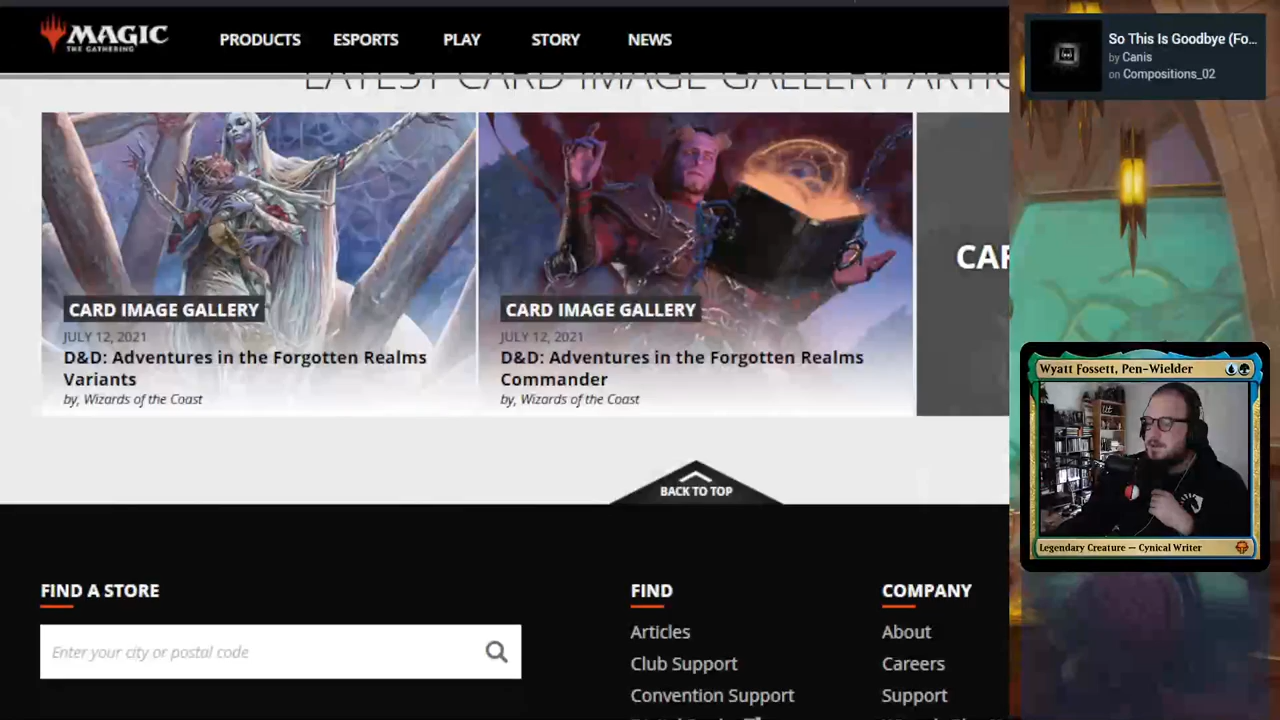 MAGIC
THE GATHERING
PRODUCTS ESPORTS PLAY STORY NEWS
LATEST CARD IMAGE GALLERY
CARD IMAGE GALLERY
JULY 12, 2021
D&D: Adventures in the Forgotten Realms
Variants
by, Wizards of the Coast
CARD IMAGE GALLERY
JULY 12, 2021
D&D: Adventures in the Forgotten Realms
Commander
by, Wizards of the Coast
BACK TO TOP
FIND A STORE
Enter your city or postal code
FIND
Articles
Club Support
Convention Support
COMPANY
About
Careers
Support
So This Is Goodbye (Fo...
by Canis
on Compositions_02
Wyatt Fossett, Pen-Wielder
Legendary Creature — Cynical Writer